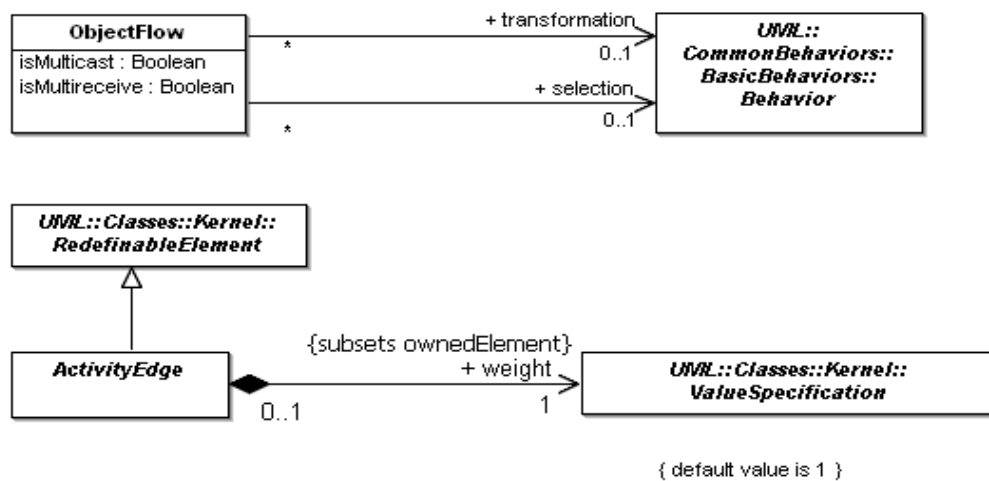 ObjectFlow
isMulticast : Boolean
isMultireceive : Boolean
*
+ transformation
0..1
*
+ selection
0..1
UML::
CommonBehaviors::
BasicBehaviors::
Behavior
UML::Classes::Kernel::
RedefinableElement
ActivityEdge
0..1
{subsets ownedElement}
+ weight
1
UML::Classes::Kernel::
ValueSpecification
{ default value is 1 }